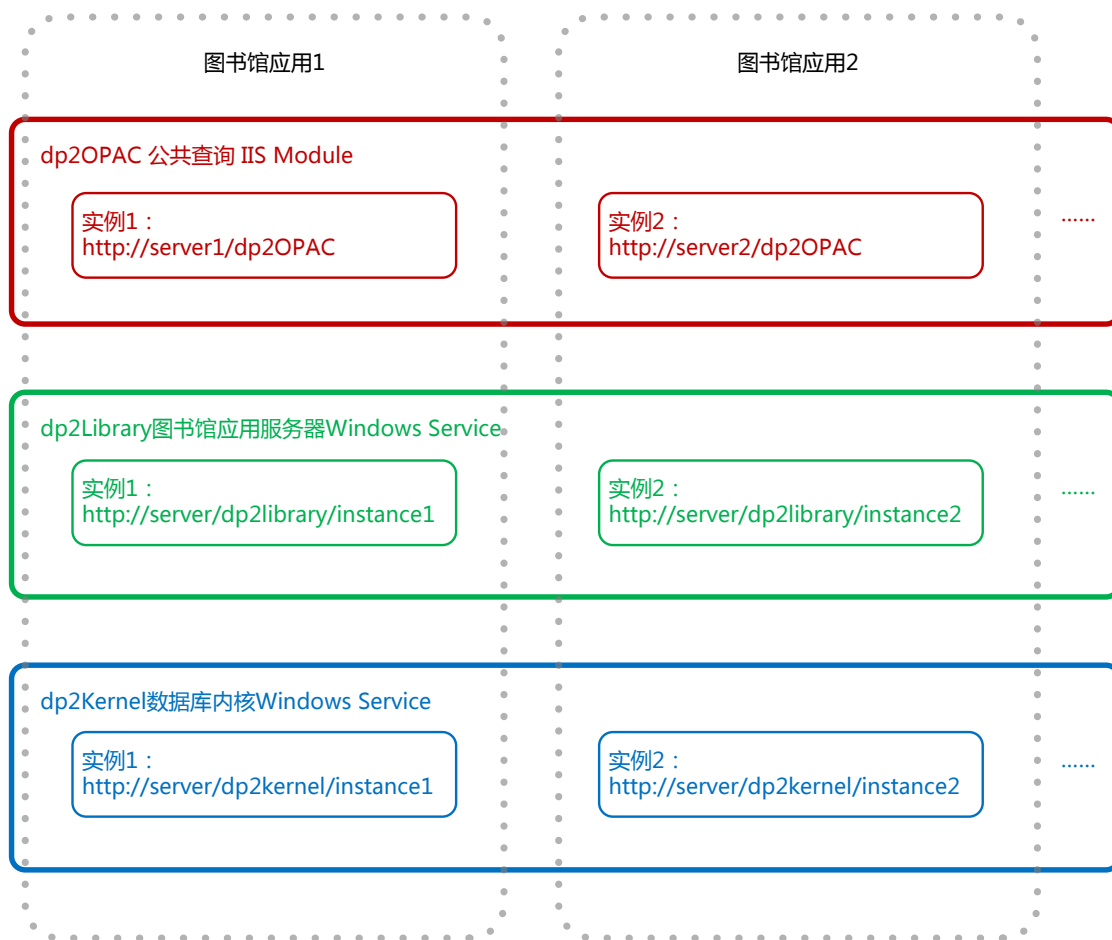 图书馆应用1
图书馆应用2
dp2OPAC 公共查询 IIS Module
实例1：
http://server1/dp2OPAC
实例2：
http://server2/dp2OPAC
......
dp2Library图书馆应用服务器Windows Service
实例1：
http://server/dp2library/instance1
实例2：
http://server/dp2library/instance2
......
dp2Kernel数据库内核Windows Service
实例1：
http://server/dp2kernel/instance1
实例2：
http://server/dp2kernel/instance2
......